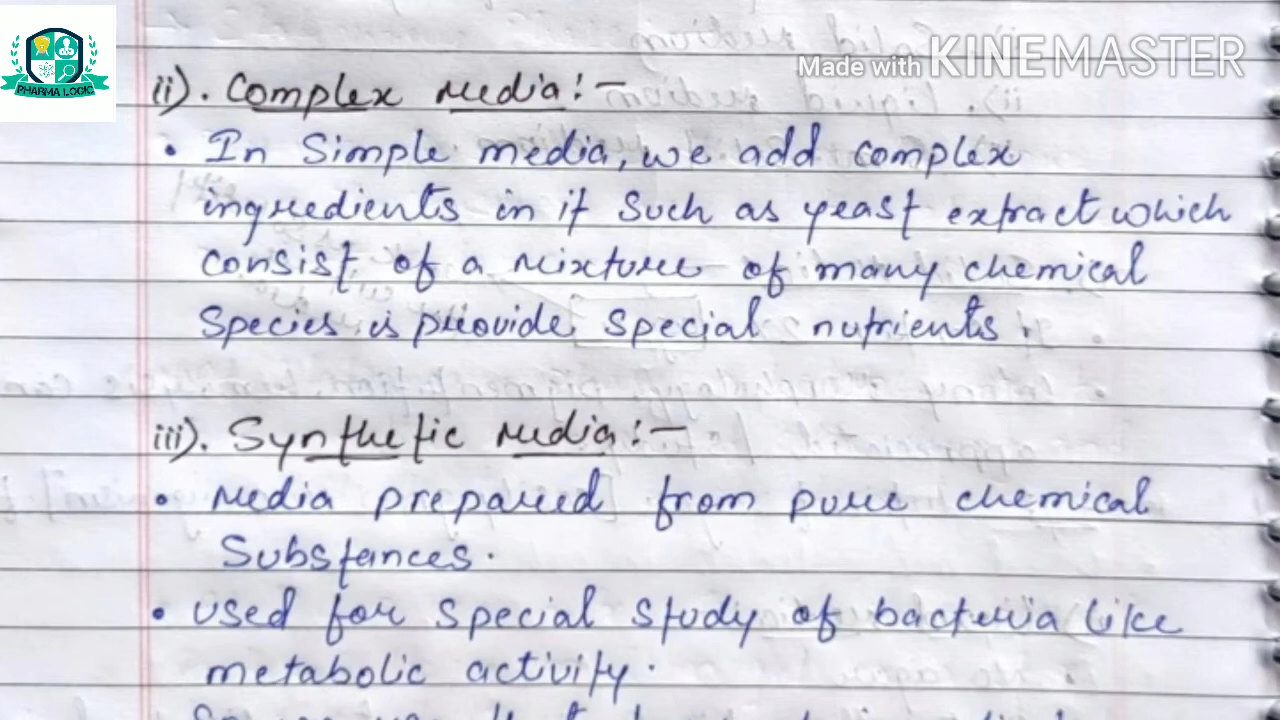 PHARMA LOGIC
Made with KINEMASTER
ii). Complex Media:-
• In Simple media, we add complex
ingredients in it such as yeast extract which
consist of a mixture of many chemical
Species is provide special nutrients.
iii). Synthetic Media:-
• Media prepared from pure chemical
Substances.
• Used for special study of bacteria like
metabolic activity.